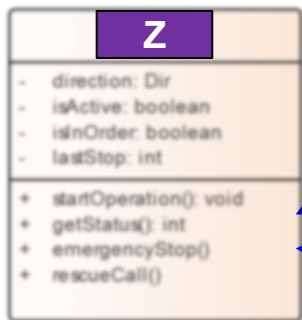 Z
- direction: Dir
- isActive: boolean
- isInOrder: boolean
- lastStop: int
+ startOperation(): void
+ getStatus(): int
+ emergencyStop()
+ rescueCall()